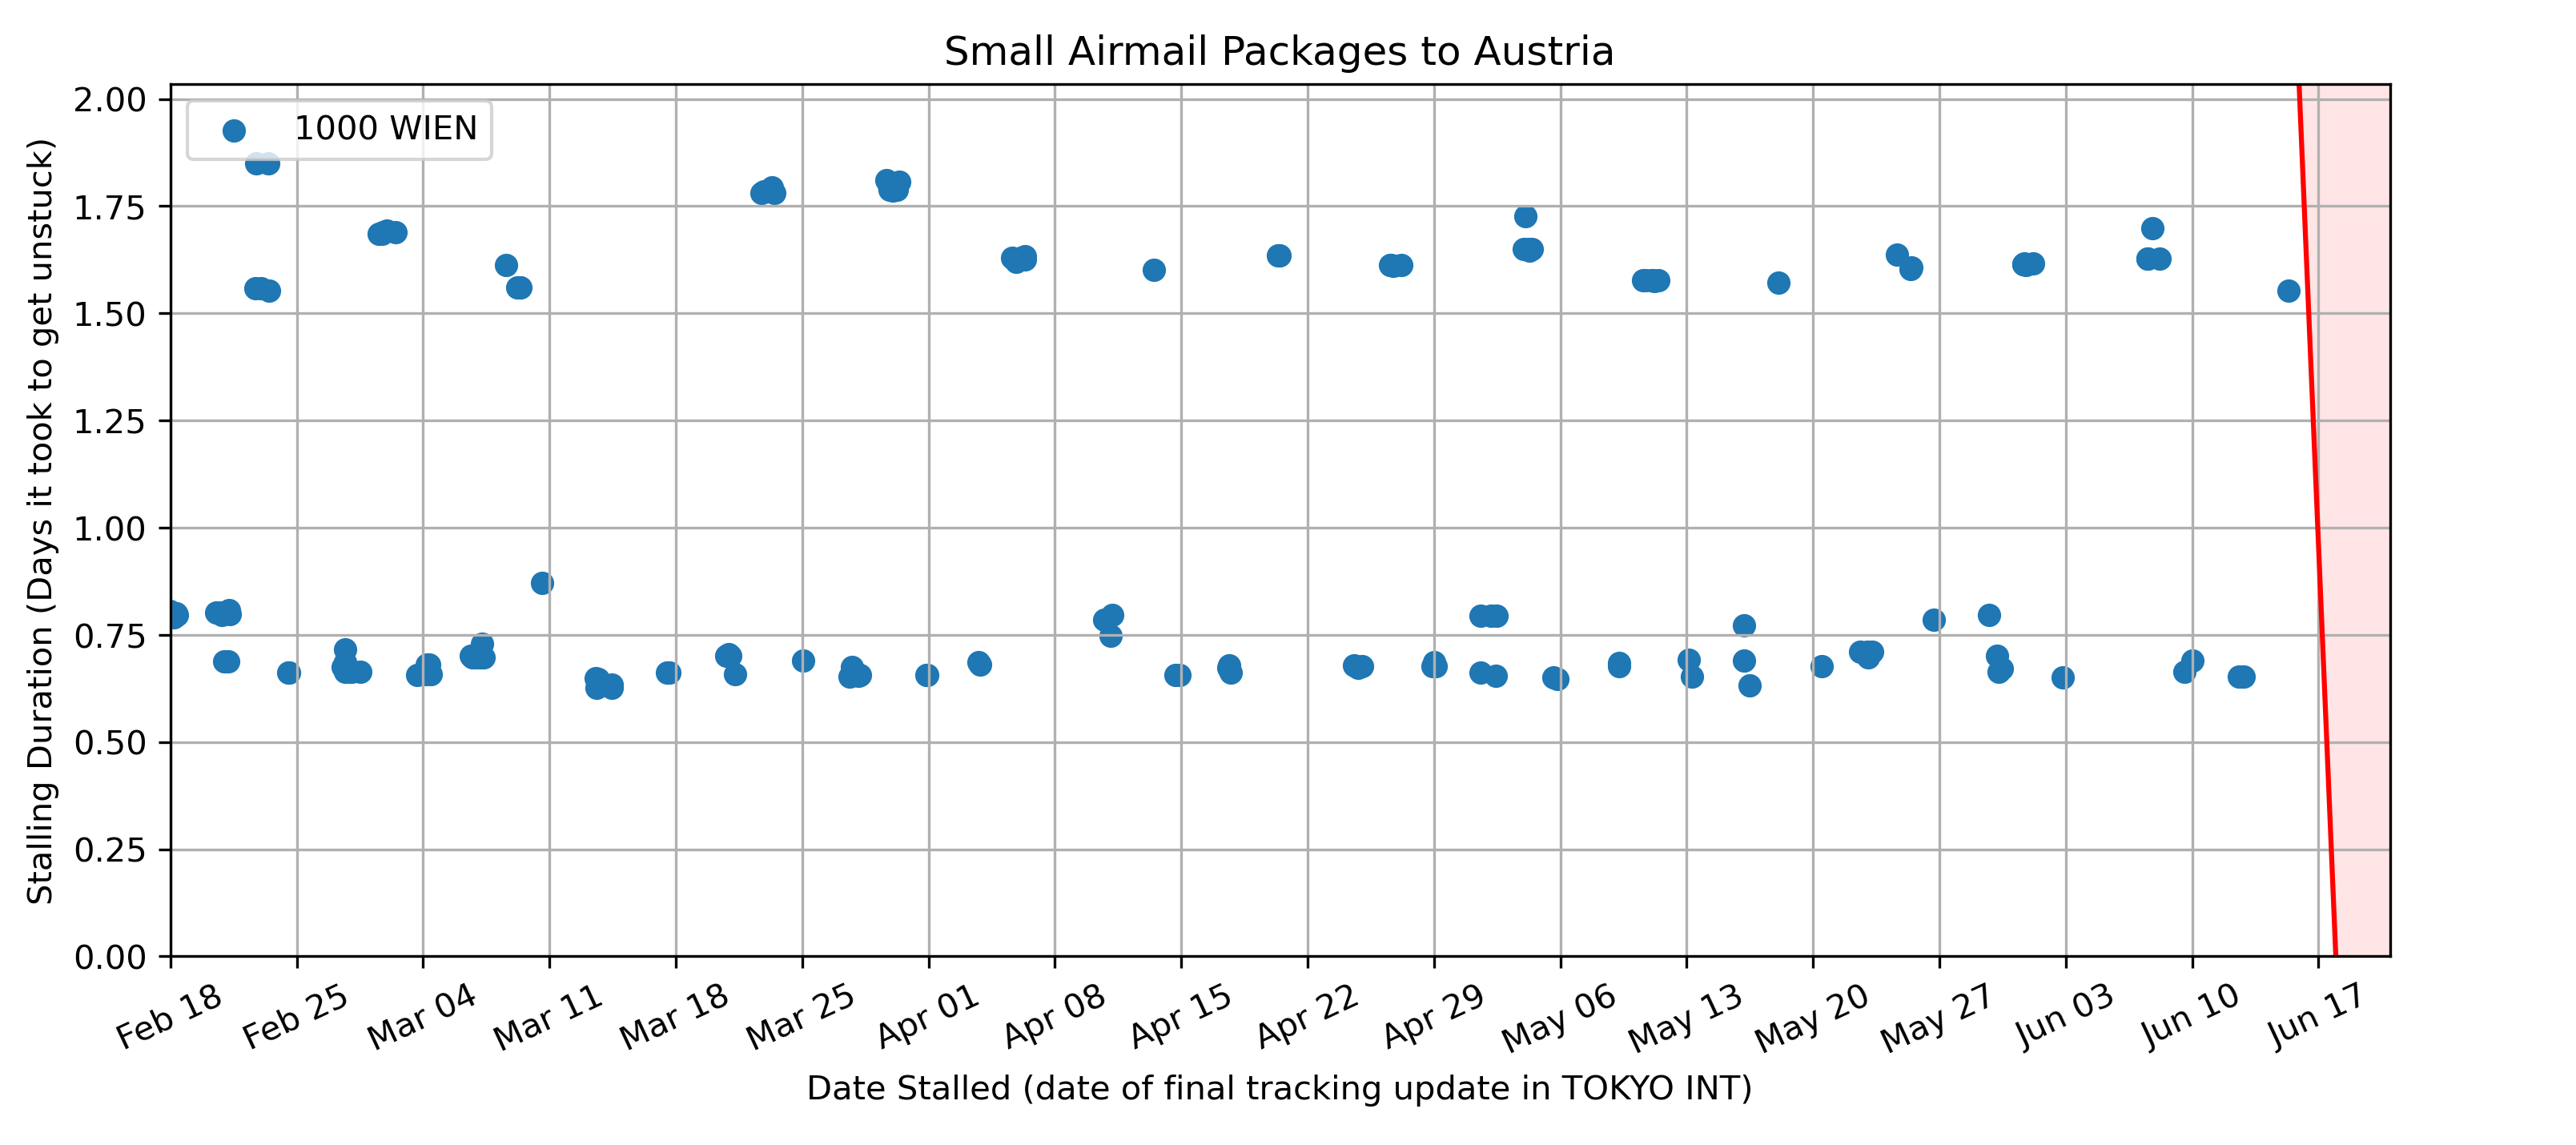 Small Airmail Packages to Austria
1000 WIEN
Stalling Duration (Days it took to get unstuck)
2.00
1.75
1.50
1.25
1.00
0.75
0.50
0.25
0.00
Feb 18
Feb 25
Mar 04
Mar 11
Mar 18
Mar 25
Apr 01
Apr 08
Apr 15
Apr 22
Apr 29
May 06
May 13
May 20
May 27
Jun 03
Jun 10
Jun 17
Date Stalled (date of final tracking update in TOKYO INT)